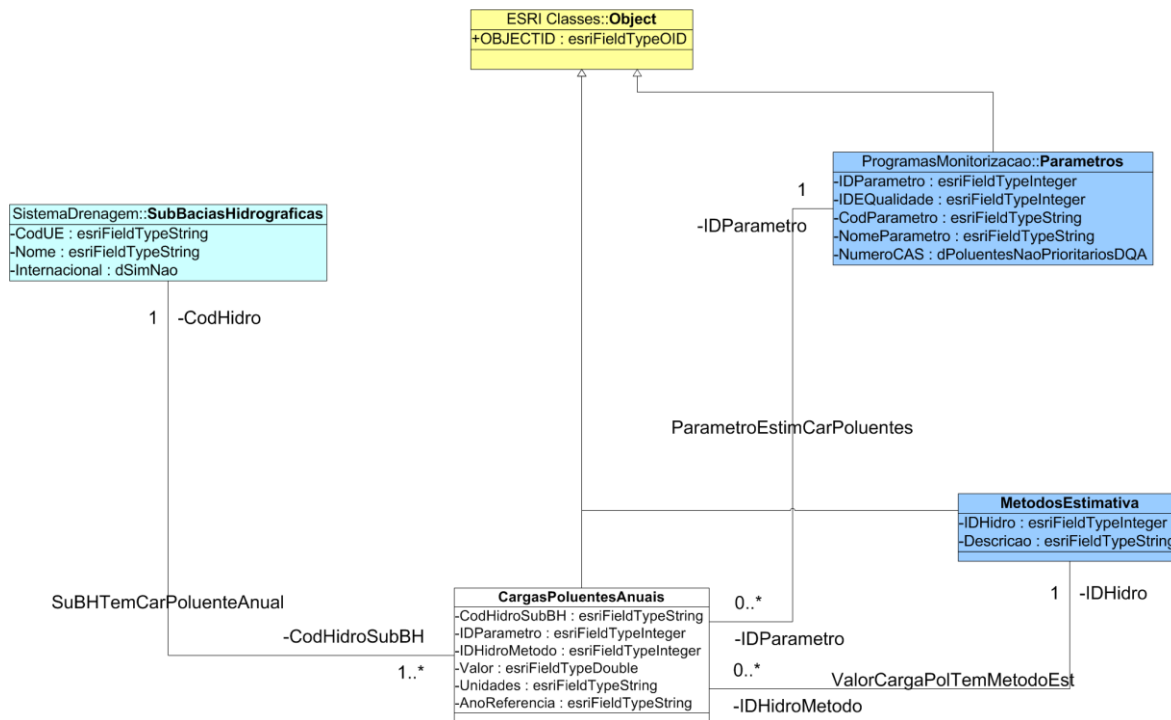 ESRI Classes::Object
+OBJECTID : esriFieldTypeOID
ProgramasMonitorizacao::Parametros
-IDParametro : esriFieldTypeInteger
-IDEQualidade : esriFieldTypeInteger
-CodParametro : esriFieldTypeString
-NomeParametro : esriFieldTypeString
-NumeroCAS : dPoluentesNaoPrioritariosDQA
1
-IDParametro
SistemaDrenagem::SubBaciasHidrograficas
-CodUE : esriFieldTypeString
-Nome : esriFieldTypeString
-Internacional : dSimNao
1
-CodHidro
ParametroEstimCarPoluentes
MetodosEstimativa
-IDHidro : esriFieldTypeInteger
-Descricao : esriFieldTypeString
1
-IDHidro
SuBHTemCarPoluenteAnual
-CodHidroSubBH
1..*
CargasPoluentesAnuais
-CodHidroSubBH : esriFieldTypeString
-IDParametro : esriFieldTypeInteger
-IDHidroMetodo : esriFieldTypeInteger
-Valor : esriFieldTypeDouble
-Unidades : esriFieldTypeString
-AnoReferencia : esriFieldTypeString
0..*
-IDParametro
0..*
ValorCargaPolTemMetodoEst
-IDHidroMetodo